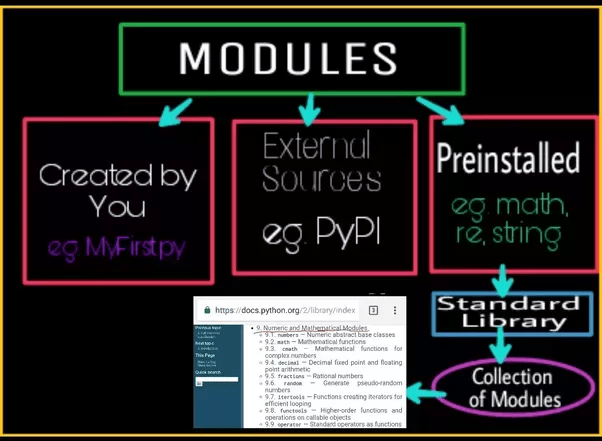 MODULES
Created by
You
eg. MyFirst.py
External
Sources
eg. PyPI
Preinstalled
eg. math,
re, string
Standard
Library
Collection
of Modules
https://docs.python.org/2/library/index
3
Previous topic
Next topic
This Page
Quick search
9. Numeric and Mathematical Modules
9.1. numbers — Numeric abstract base classes
9.2. math — Mathematical functions
9.3. cmath — Mathematical functions for
complex numbers
9.4. decimal — Decimal fixed point and floating
point arithmetic
9.5. fractions — Rational numbers
9.6. random — Generate pseudo-random
numbers
9.7. itertools — Functions creating iterators for
efficient looping
9.8. functools — Higher-order functions and
operations on callable objects
9.9. operator — Standard operators as functions